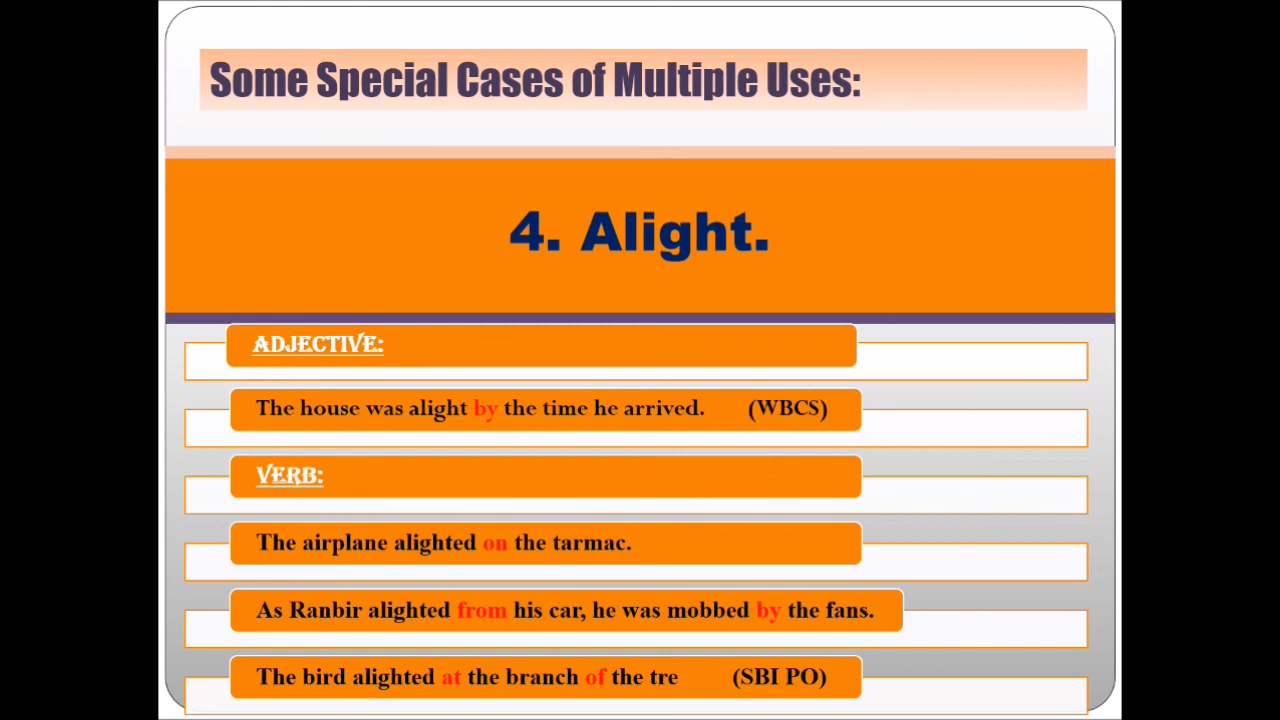 Some Special Cases of Multiple Uses:
4. Alight.
ADJECTIVE:
The house was alight by the time he arrived. (WBCS)
VERB:
The airplane alighted on the tarmac.
As Ranbir alighted from his car, he was mobbed by the fans.
The bird alighted at the branch of the tre (SBI PO)